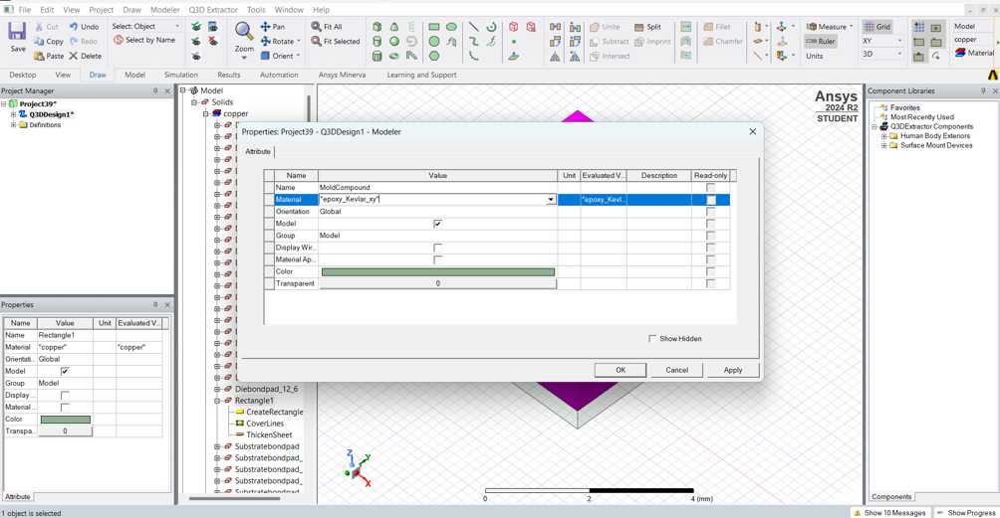 File Edit View Project Draw Modeler Q3D Extractor Tools Window Help
Save
Cut
Copy
Paste
Undo
Redo
Delete
Select: Object
Select by Name
Zoom
Pan
Rotate
Orient
Fit All
Fit Selected
Unite
Subtract
Intersect
Split
Imprint
Fillet
Chamfer
Measure
Ruler
Units
Grid
XY
3D
Model
copper
Material
Desktop View Draw Model Simulation Results Automation Ansys Minerva Learning and Support
Project Manager
Project39*
Q3DDesign1*
Definitions
Properties
Name Value Unit Evaluated V...
Name Rectangle1
Material "copper" "copper"
Orientati... Global
Model
Group Model
Display ...
Material ...
Color
Transpa... 0
Attribute
Model
Solids
copper
Diebondpad_12_6
Rectangle1
CreateRectangle
CoverLines
ThickenSheet
Substratebondpad
Substratebondpad_
Substratebondpad_
Substratebondpad_
Substratebondpad
Properties: Project39 - Q3DDesign1 - Modeler
Attribute
Name Value Unit Evaluated V... Description Read-only
Name MoldCompound
Material "epoxy_Kevlar_xy" "epoxy_Kevl...
Orientation Global
Model
Group Model
Display Wir...
Material Ap...
Color
Transparent 0
Show Hidden
OK Cancel Apply
Ansys
2024 R2
STUDENT
Z
Y
X
0 2 4 (mm)
Component Libraries
Favorites
Most Recently Used
Q3DExtractor Components
Human Body Exteriors
Surface Mount Devices
Components
1 object is selected
Show 10 Messages
Show Progress